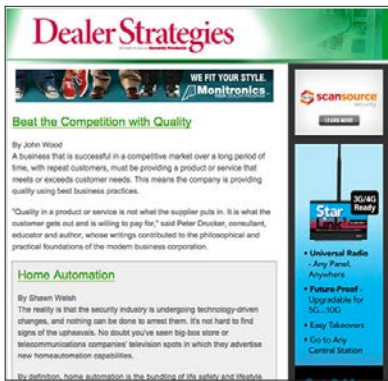 Dealer Strategies
WE FIT YOUR STYLE.
Monitronics
Beat the Competition with Quality
By John Wood
A business that is successful in a competitive market over a long period of
time, with repeat customers, must be providing a product or service that
meets or exceeds customer needs. This means the company is providing
quality using best business practices.
"Quality in a product or service is not what the supplier puts in. It is what the
customer gets out and is willing to pay for," said Peter Drucker, consultant,
educator and author, whose writings contributed to the philosophical and
practical foundations of the modern business corporation.
Home Automation
By Shawn Welsh
The reality is that the security industry is undergoing technology-driven
changes, and nothing can be done to arrest them. It's not hard to find
signs of the upheavals. No doubt you've seen big-box store or
telecommunications companies' television spots in which they advertise
new homeautomation capabilities.
By definition, home automation is the bundling of life safety and lifestyle
scansource
security
LEARN MORE
3G/4G
Ready
Star
• Universal Radio
- Any Panel,
Anywhere
• Future-Proof -
Upgradable for
5G...10G
• Easy Takeovers
• Go to Any
Central Station